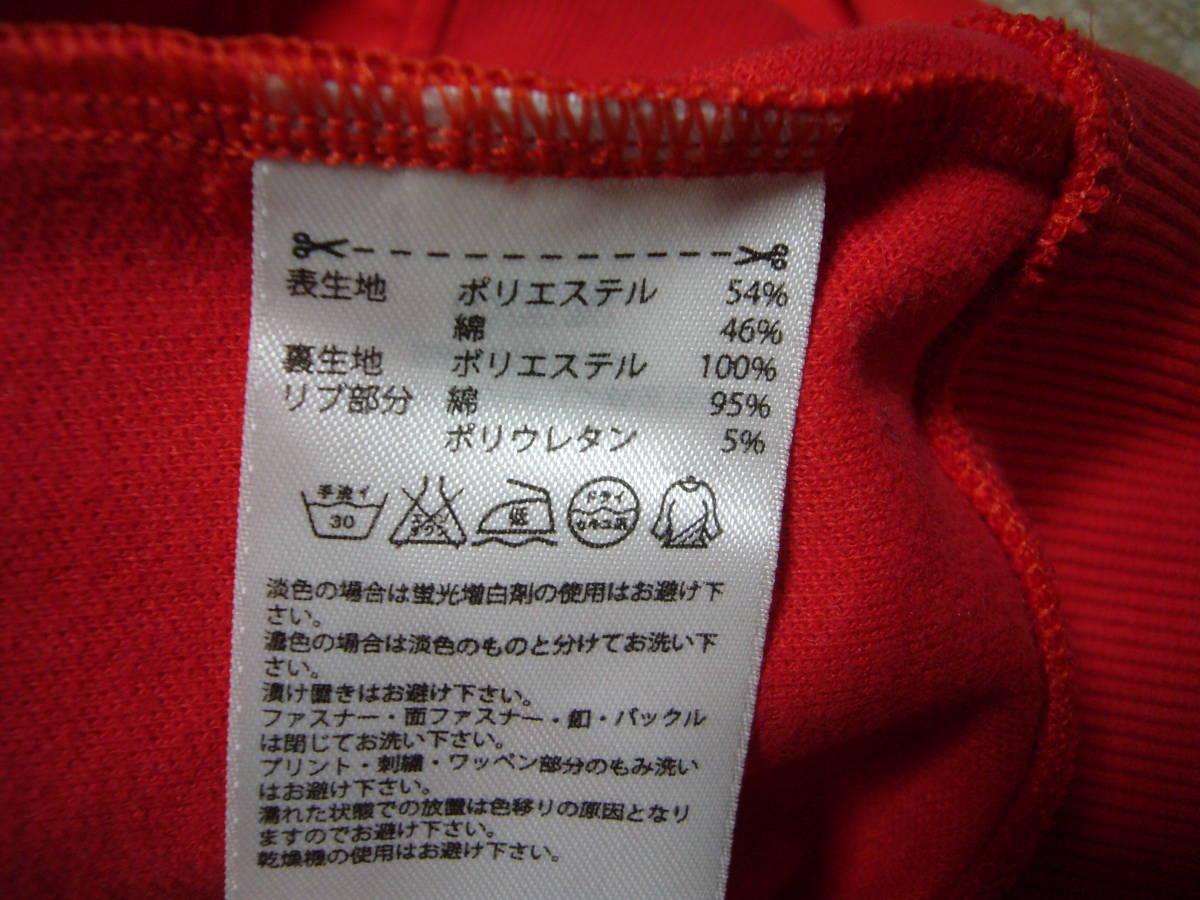 表生地 ポリエステル 54%
綿 46%
裏生地 ポリエステル 100%
リブ部分 綿 95%
ポリウレタン 5%
手洗イ 30
低
ドライ
セキユ系
淡色の場合は蛍光増白剤の使用はお避け下
さい。
濃色の場合は淡色のものと分けてお洗い下
さい。
漬け置きはお避け下さい。
ファスナー・面ファスナー・釦・バックル
は閉じてお洗い下さい。
プリント・刺繍・ワッペン部分のもみ洗い
はお避け下さい。
濡れた状態での放置は色移りの原因となり
ますのでお避け下さい。
乾燥機の使用はお避け下さい。